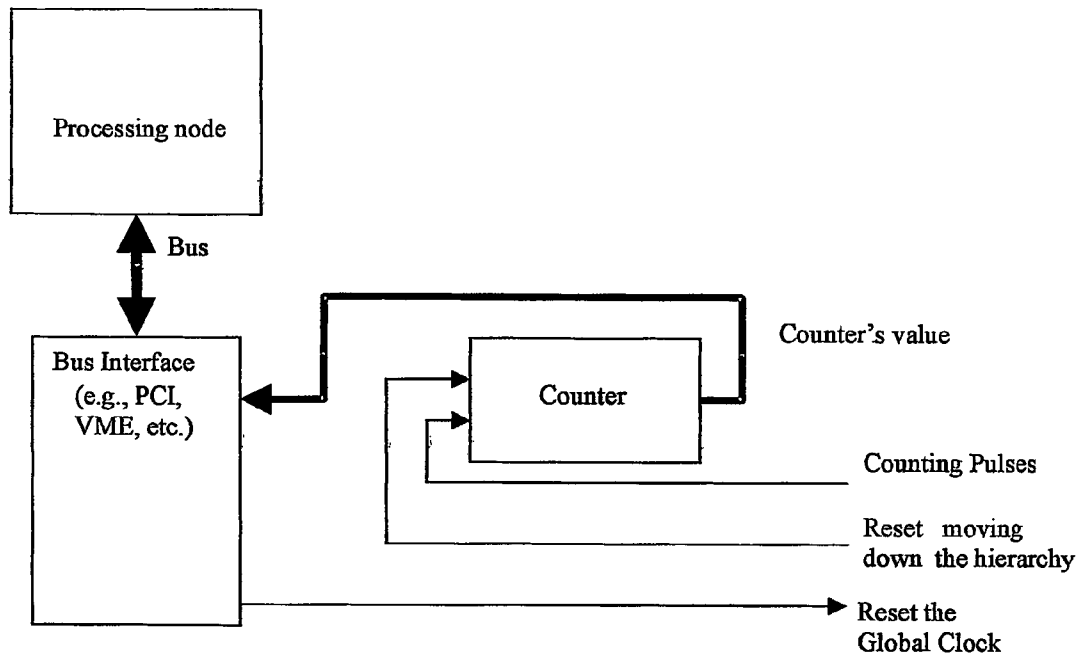 Processing node
Bus
Bus Interface
(e.g., PCI,
VME, etc.)
Counter's value
Counter
Counting Pulses
Reset moving
down the hierarchy
Reset the
Global Clock